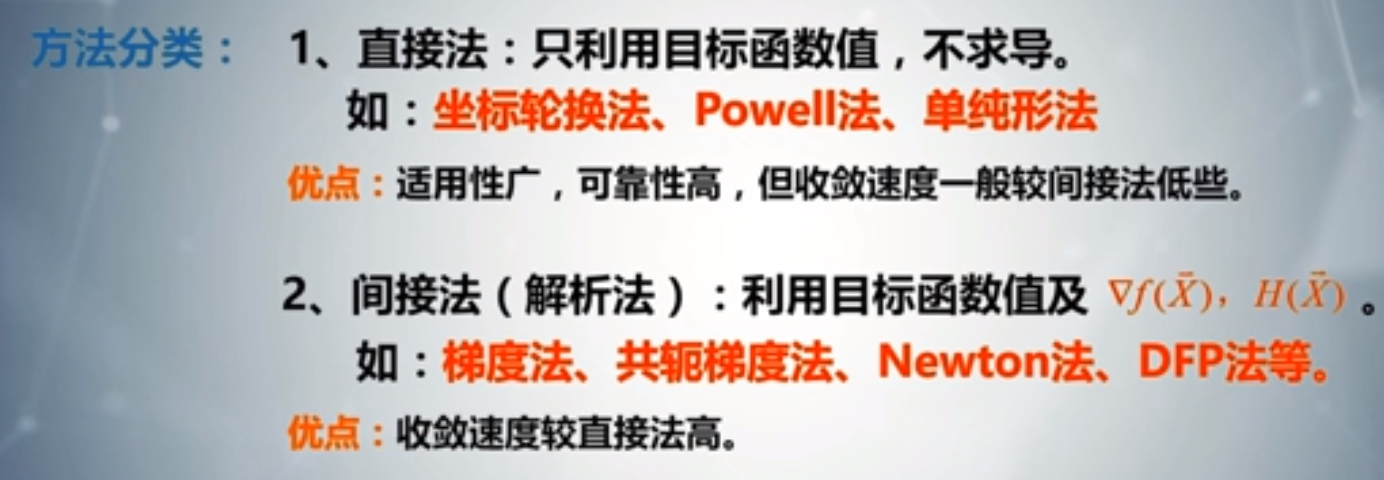 方法分类： 1、直接法：只利用目标函数值，不求导。
如：坐标轮换法、Powell法、单纯形法
优点：适用性广，可靠性高，但收敛速度一般较间接法低些。
2、间接法（解析法）：利用目标函数值及 ∇f(X⃗)，H(X⃗) 。
如：梯度法、共轭梯度法、Newton法、DFP法等。
优点：收敛速度较直接法高。